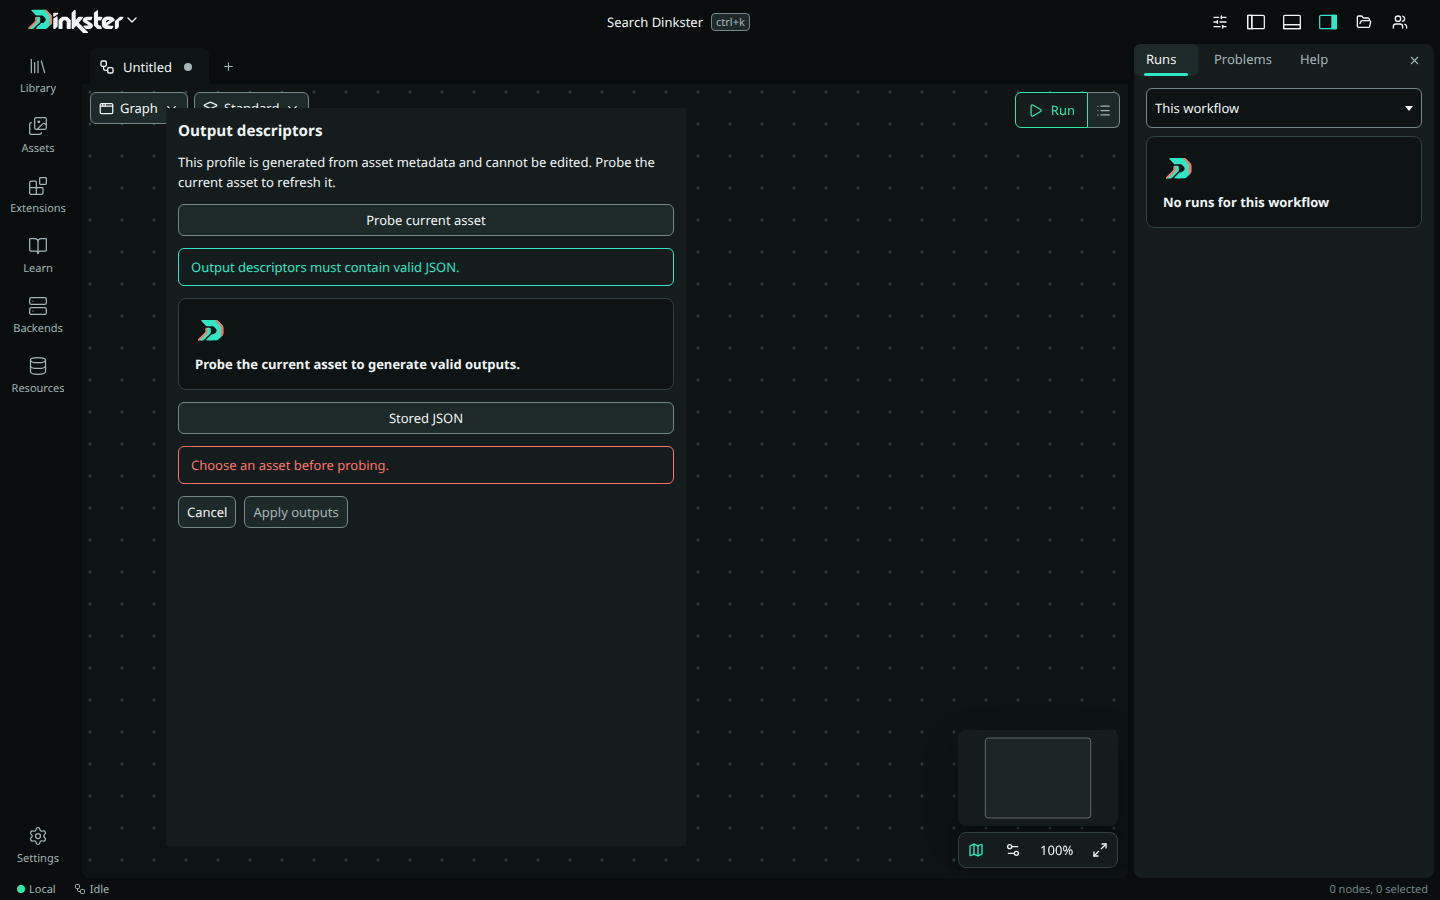 Dinkster
Search Dinkster ctrl+k
Library
Assets
Extensions
Learn
Backends
Resources
Settings
Untitled
Graph
Standard
Run
Output descriptors
This profile is generated from asset metadata and cannot be edited. Probe the
current asset to refresh it.
Probe current asset
Output descriptors must contain valid JSON.
Probe the current asset to generate valid outputs.
Stored JSON
Choose an asset before probing.
Cancel
Apply outputs
100%
Runs
Problems
Help
This workflow
No runs for this workflow
Local
Idle
0 nodes, 0 selected